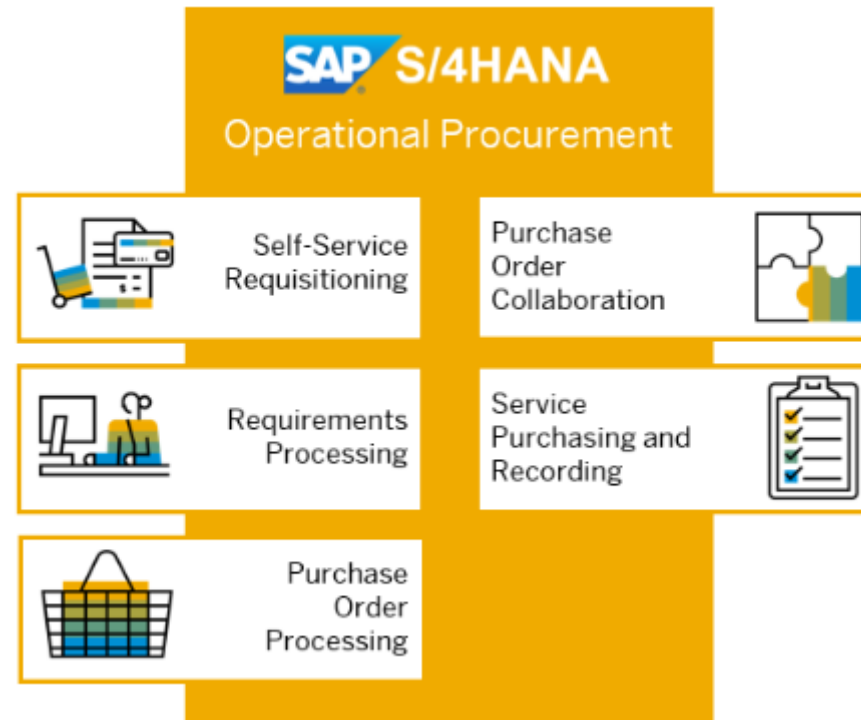 SAP S/4HANA
Operational Procurement
Self-Service
Requisitioning
Requirements
Processing
Purchase
Order
Processing
Purchase
Order
Collaboration
Service
Purchasing and
Recording